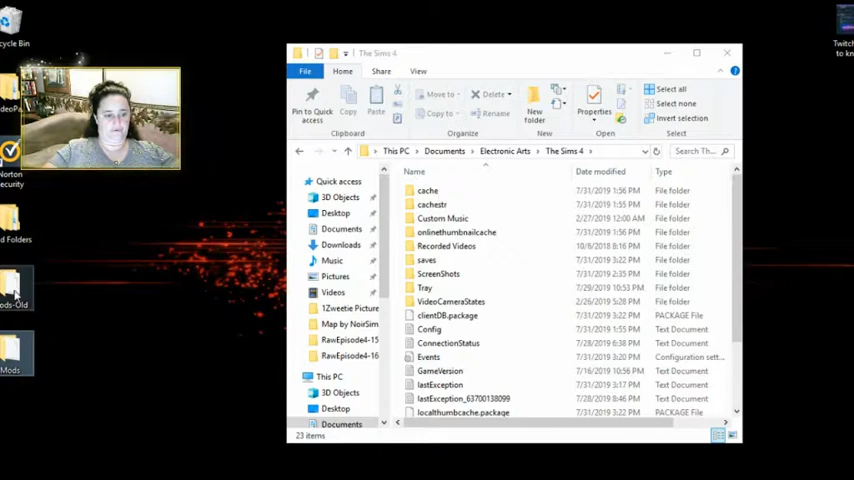 cycle Bin
Norton
ecurity
d Folders
ods-Old
Mods
Twitch
to kn
The Sims 4
File
Home
Share
View
Pin to Quick
access
Copy
Paste
Clipboard
Move to
Copy to
Delete
Rename
Organize
New
folder
New
Properties
Open
Select all
Select none
Invert selection
Select
This PC
Documents
Electronic Arts
The Sims 4
Search Th...
Name
Date modified
Type
Quick access
3D Objects
Desktop
Documents
Downloads
Music
Pictures
Videos
1Zweetie Picture
Map by NoirSim
RawEpisode4-15
RawEpisode4-16
This PC
3D Objects
Desktop
Documents
cache 7/31/2019 1:56 PM File folder
cachestr 7/31/2019 1:55 PM File folder
Custom Music 2/27/2019 12:00 AM File folder
onlinethumbnailcache 7/31/2019 1:56 PM File folder
Recorded Videos 10/6/2018 8:16 PM File folder
saves 7/31/2019 3:22 PM File folder
ScreenShots 7/31/2019 2:35 PM File folder
Tray 7/29/2019 10:53 PM File folder
VideoCameraStates 2/26/2019 5:28 PM File folder
clientDB.package 7/31/2019 3:22 PM PACKAGE File
Config 7/31/2019 1:55 PM Text Document
ConnectionStatus 7/28/2019 6:38 PM Text Document
Events 7/31/2019 3:20 PM Configuration sett...
GameVersion 7/16/2019 10:56 PM Text Document
lastException 7/31/2019 3:17 PM Text Document
lastException_63700138099 7/28/2019 8:46 PM Text Document
localthumbcache.package 7/31/2019 3:22 PM PACKAGE File
23 items